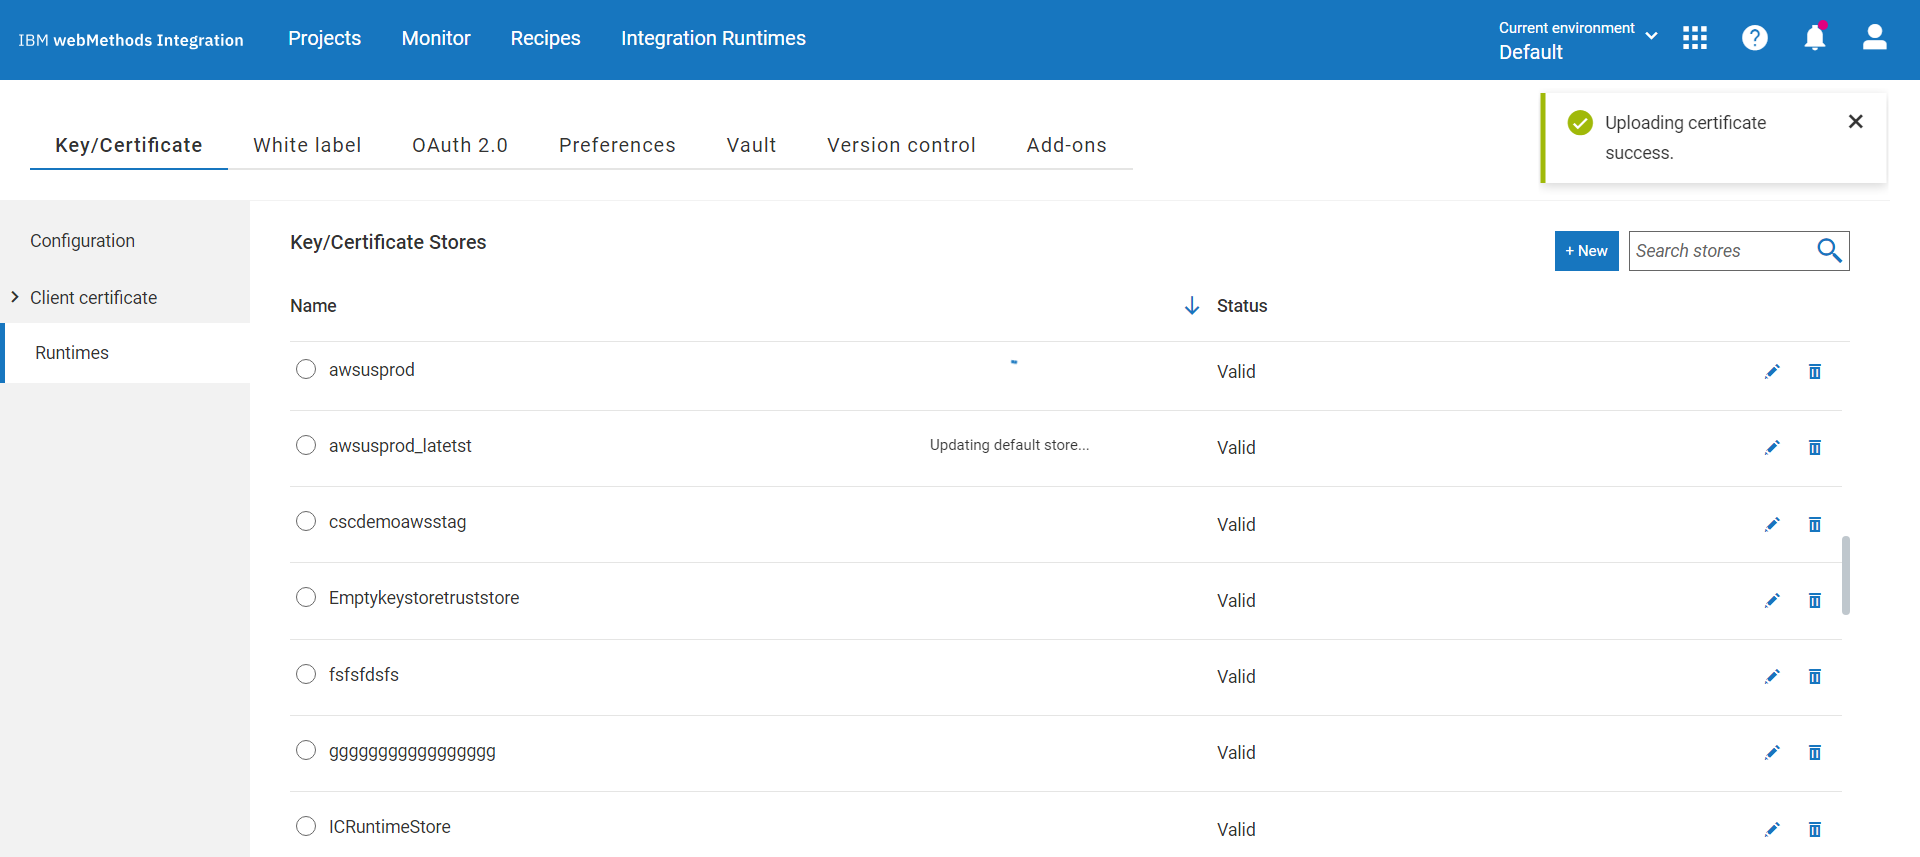 IBM webMethods Integration
Projects
Monitor
Recipes
Integration Runtimes
Current environment
Default
Key/Certificate
White label
OAuth 2.0
Preferences
Vault
Version control
Add-ons
Uploading certificate
success.
Configuration
Client certificate
Runtimes
Key/Certificate Stores
+ New
Search stores
Name
Status
awsusprod
Valid
awsusprod_latetst
Updating default store...
Valid
cscdemoawsstag
Valid
Emptykeystoretruststore
Valid
fsfsfdsfs
Valid
ggggggggggggggggg
Valid
ICRuntimeStore
Valid